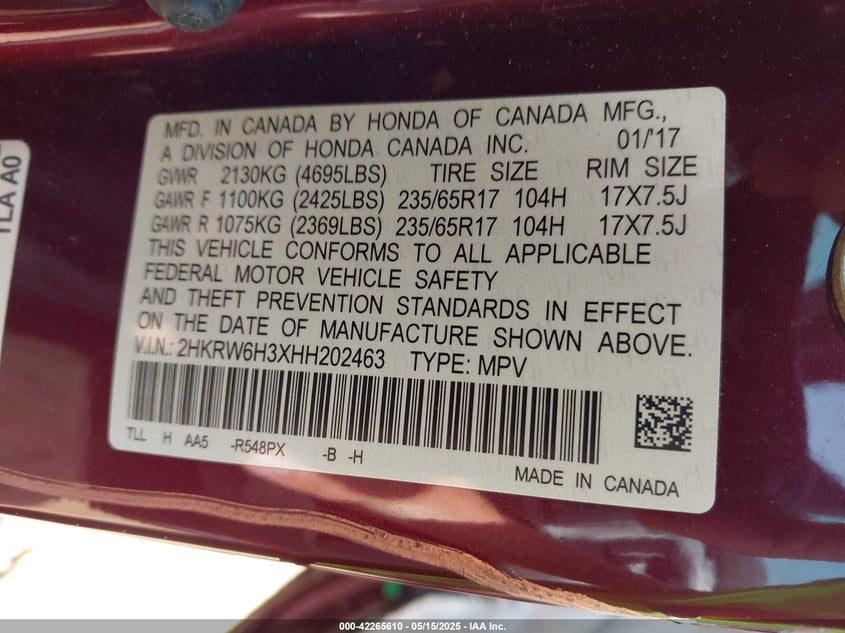 TLA A0
MFD. IN CANADA BY HONDA OF CANADA MFG.,
A DIVISION OF HONDA CANADA INC. 01/'17
GVWR 2130KG (4695LBS) TIRE SIZE RIM SIZE
GAWR F 1100KG (2425LBS) 235/65R17 104H 17X7.5J
GAWR R 1075KG (2369LBS) 235/65R17 104H 17X7.5J
THIS VEHICLE CONFORMS TO ALL APPLICABLE
FEDERAL MOTOR VEHICLE SAFETY
AND THEFT PREVENTION STANDARDS IN EFFECT
ON THE DATE OF MANUFACTURE SHOWN ABOVE.
V.I.N.: 2HKRW6H3XHH202463 TYPE: MPV
TLL H AA5 -R548PX -B -H
MADE IN CANADA
000-42265610 - 05/15/2025 - IAA Inc.